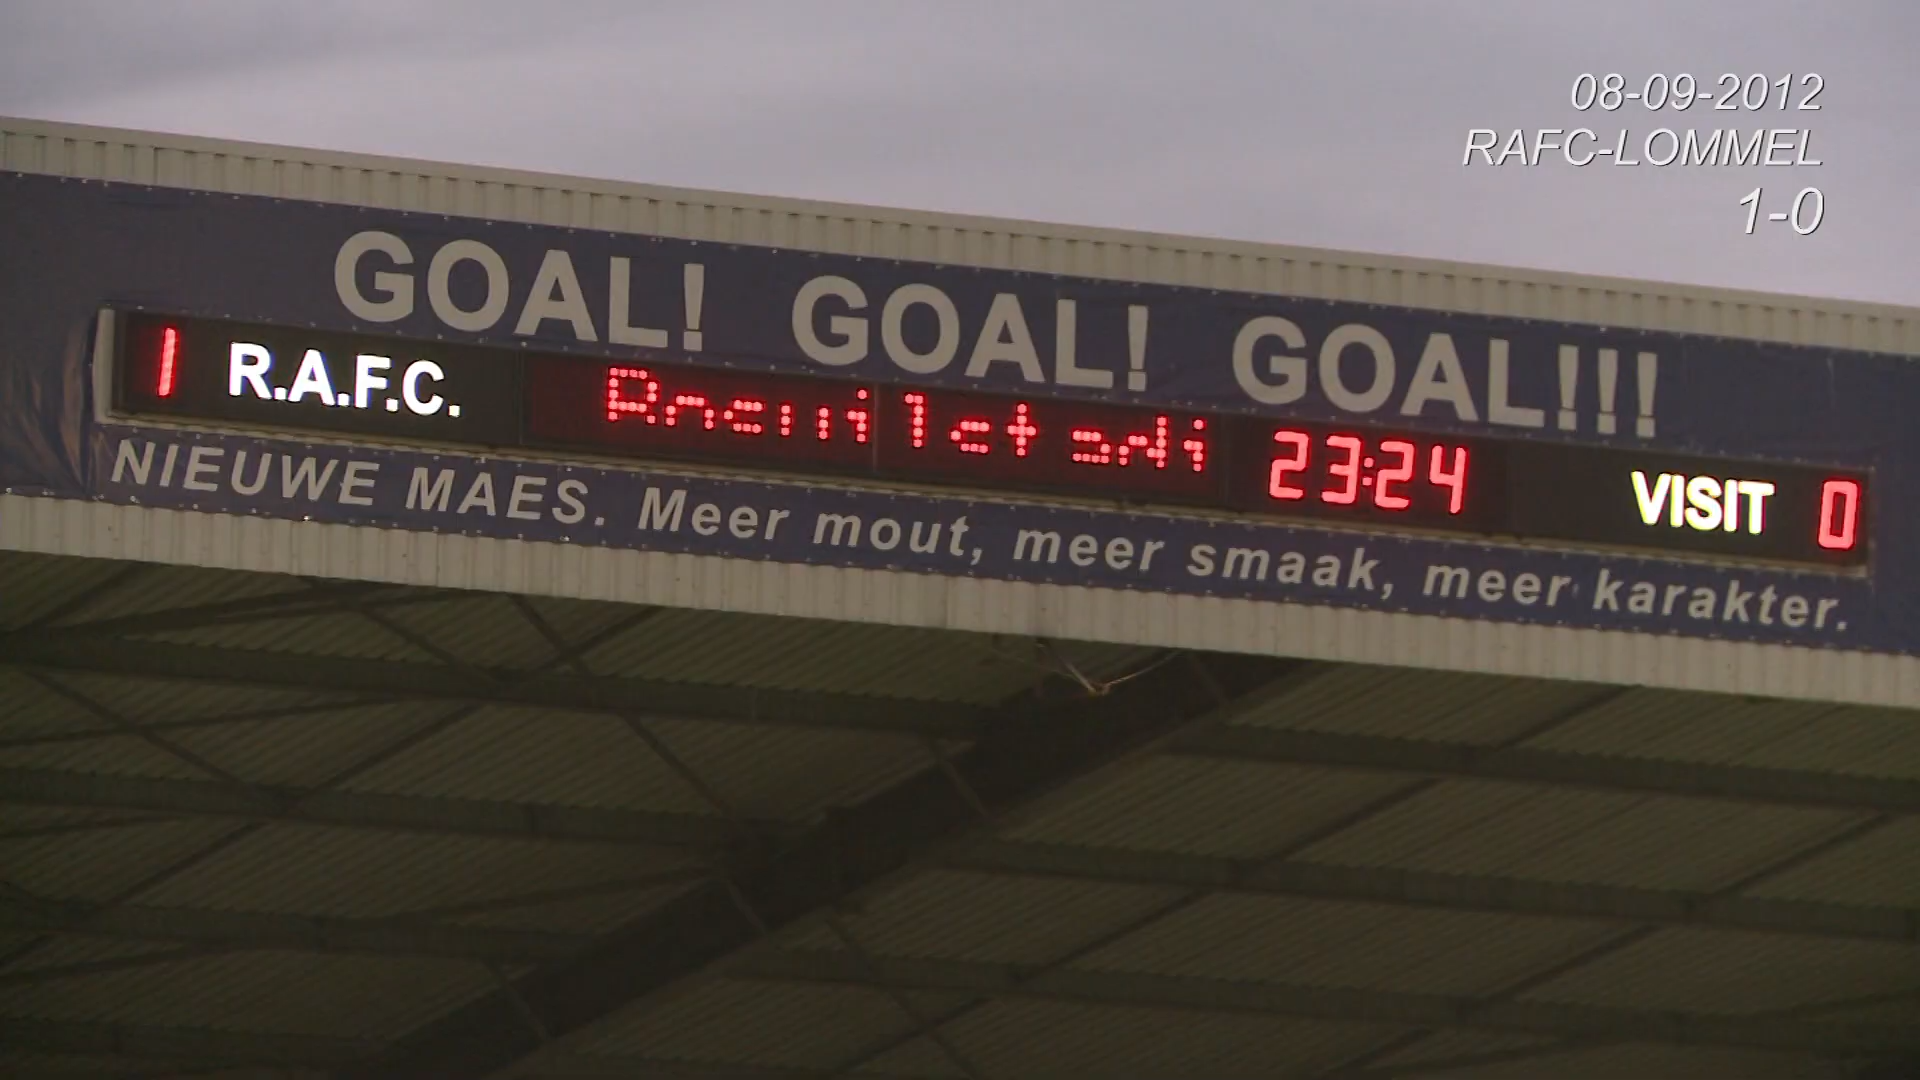 08-09-2012
RAFC-LOMMEL
1-0
GOAL! GOAL! GOAL!!!
1 R.A.F.C. 23:24 VISIT 0
NIEUWE MAES. Meer mout, meer smaak, meer karakter.